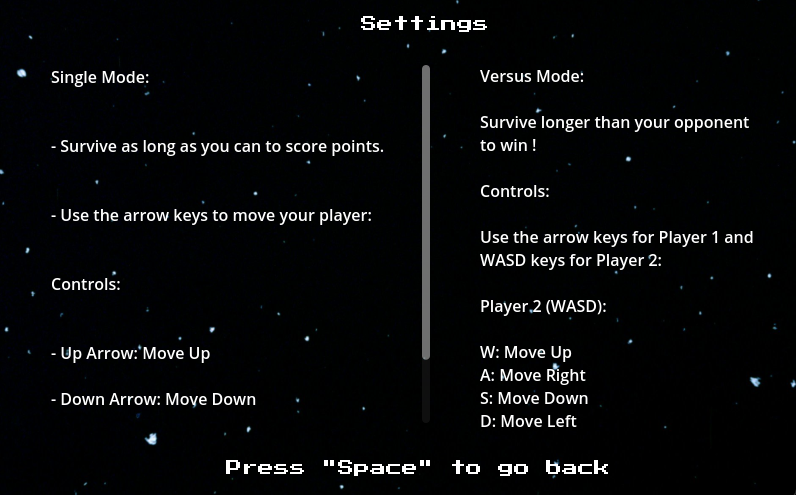 Settings
Single Mode:
- Survive as long as you can to score points.
- Use the arrow keys to move your player:
Controls:
- Up Arrow: Move Up
- Down Arrow: Move Down
Versus Mode:
Survive longer than your opponent
to win !
Controls:
Use the arrow keys for Player 1 and
WASD keys for Player 2:
Player 2 (WASD):
W: Move Up
A: Move Right
S: Move Down
D: Move Left
Press "Space" to go back